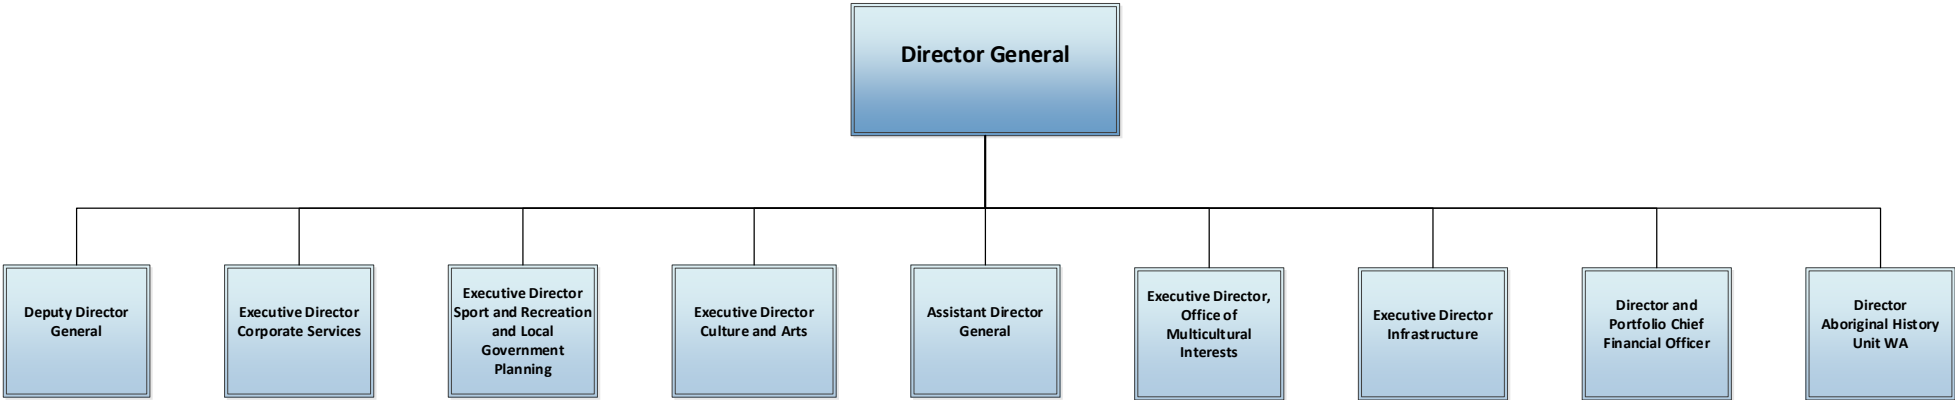 Director General
Deputy Director
General
Executive Director
Corporate Services
Executive Director
Sport and Recreation
and Local
Government
Planning
Executive Director
Culture and Arts
Assistant Director
General
Executive Director,
Office of
Multicultural
Interests
Executive Director
Infrastructure
Director and
Portfolio Chief
Financial Officer
Director
Aboriginal History
Unit WA